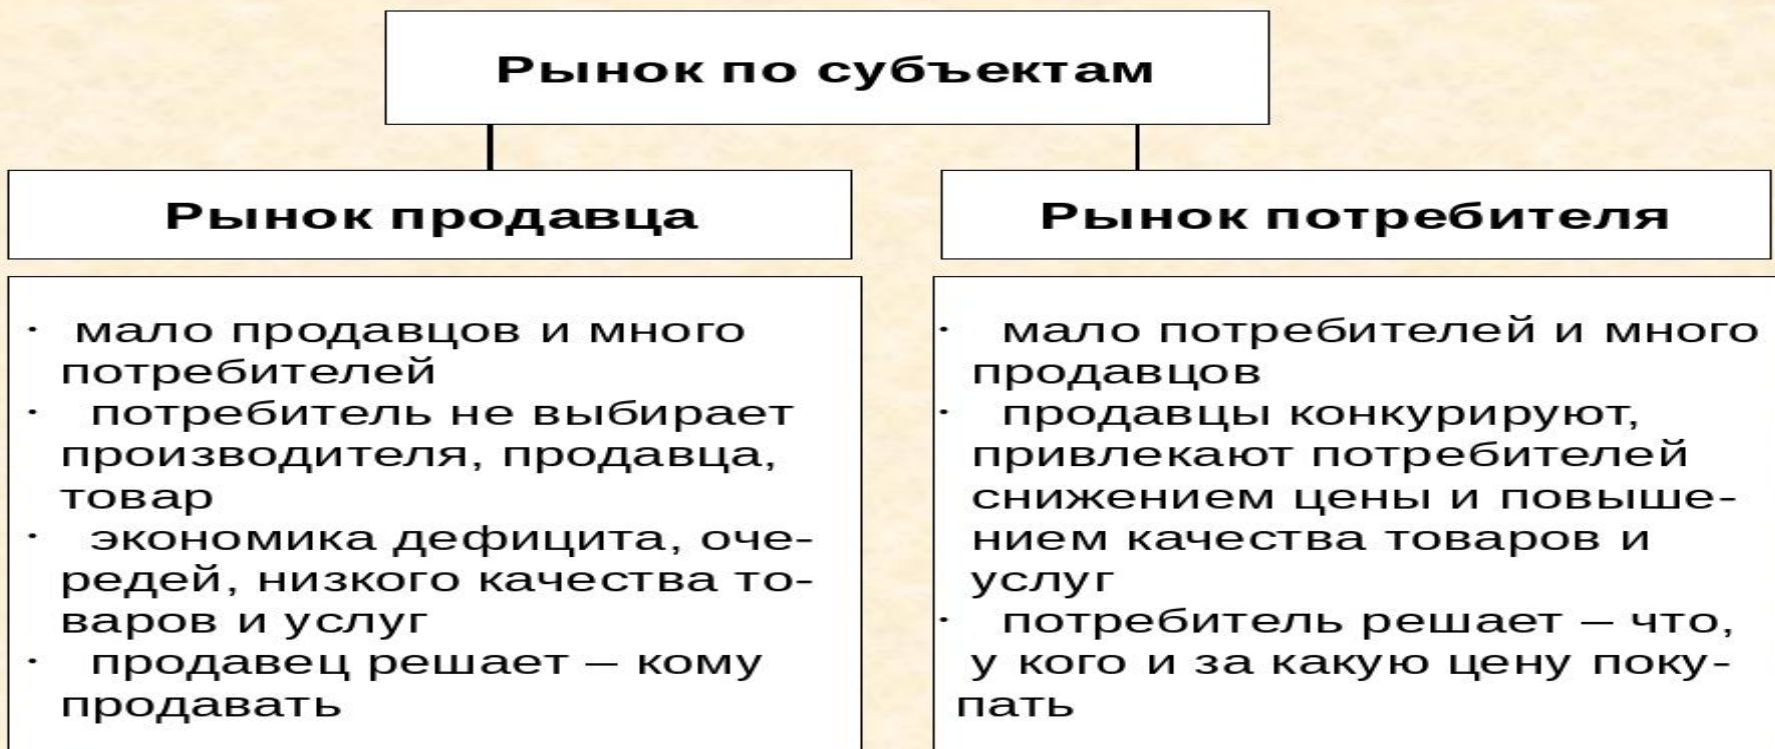 Рынок по субъектам
Рынок продавца
· мало продавцов и много
потребителей
· потребитель не выбирает
производителя, продавца,
товар
· экономика дефицита, оче-
редей, низкого качества то-
варов и услуг
· продавец решает – кому
продавать
Рынок потребителя
· мало потребителей и много
продавцов
· продавцы конкурируют,
привлекают потребителей
снижением цены и повыше-
нием качества товаров и
услуг
· потребитель решает – что,
у кого и за какую цену поку-
пать